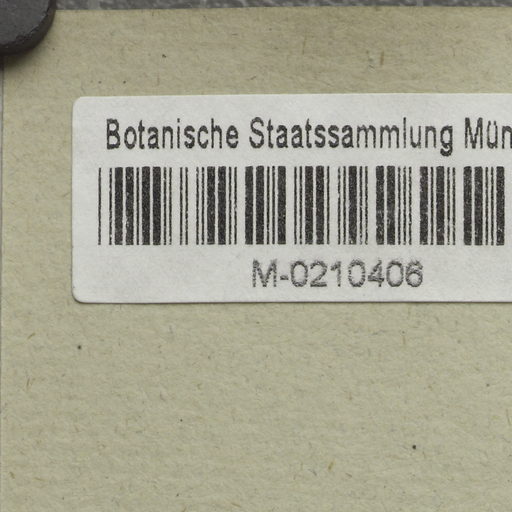 Botanische Staatssammlung Mün
M-0210406